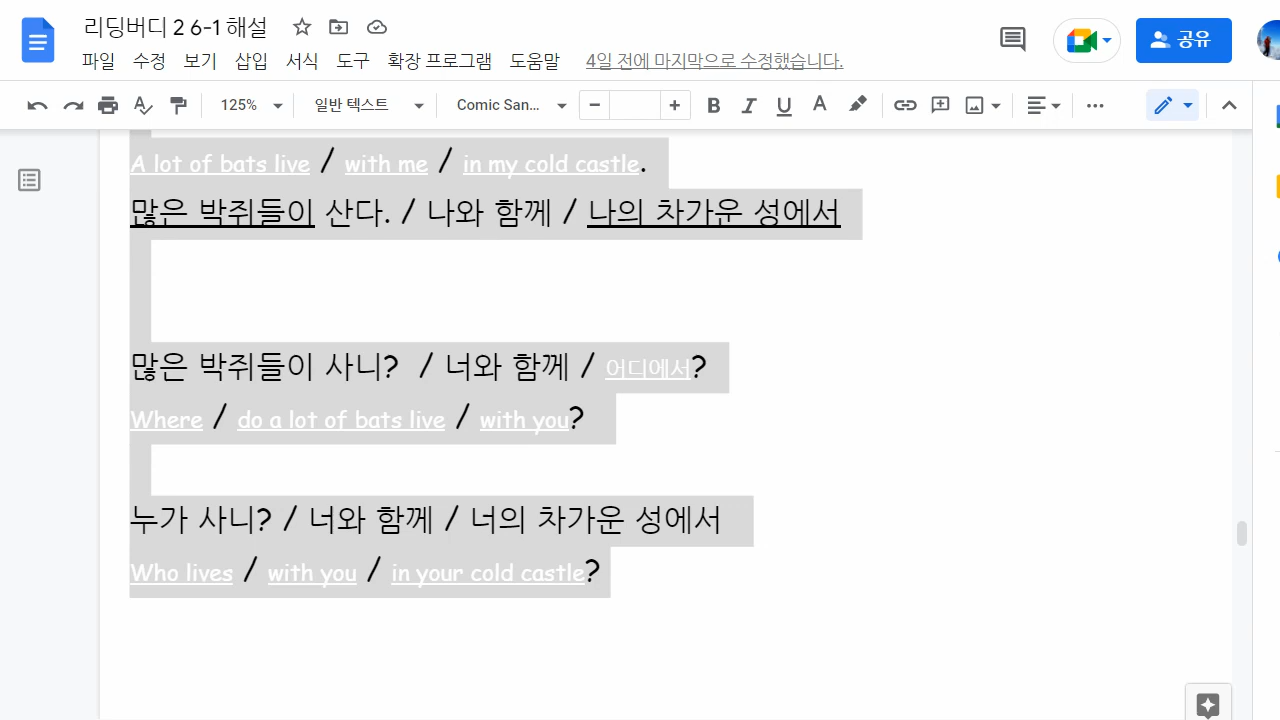 리딩버디 2 6-1 해설
파일 수정 보기 삽입 서식 도구 확장 프로그램 도움말 4일 전에 마지막으로 수정했습니다.
공유
125% 일반 텍스트 Comic San... − + B I U A ...
A lot of bats live / with me / in my cold castle.
많은 박쥐들이 산다. / 나와 함께 / 나의 차가운 성에서
많은 박쥐들이 사니? / 너와 함께 / 어디에서?
Where / do a lot of bats live / with you?
누가 사니? / 너와 함께 / 너의 차가운 성에서
Who lives / with you / in your cold castle?